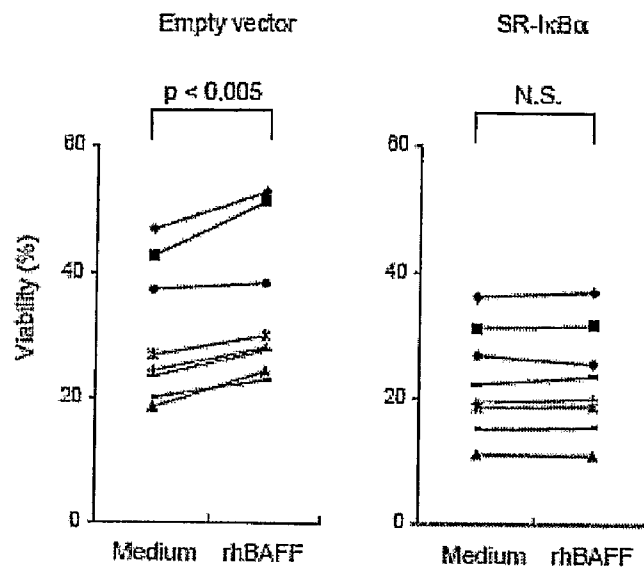 Empty vector
SR-IκBα
p < 0.005
N.S.
Viability (%)
60
40
20
0
Medium
rhBAFF
60
40
20
0
Medium
rhBAFF